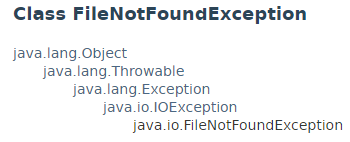 Class FileNotFoundException
java.lang.Object
java.lang.Throwable
java.lang.Exception
java.io.IOException
java.io.FileNotFoundException